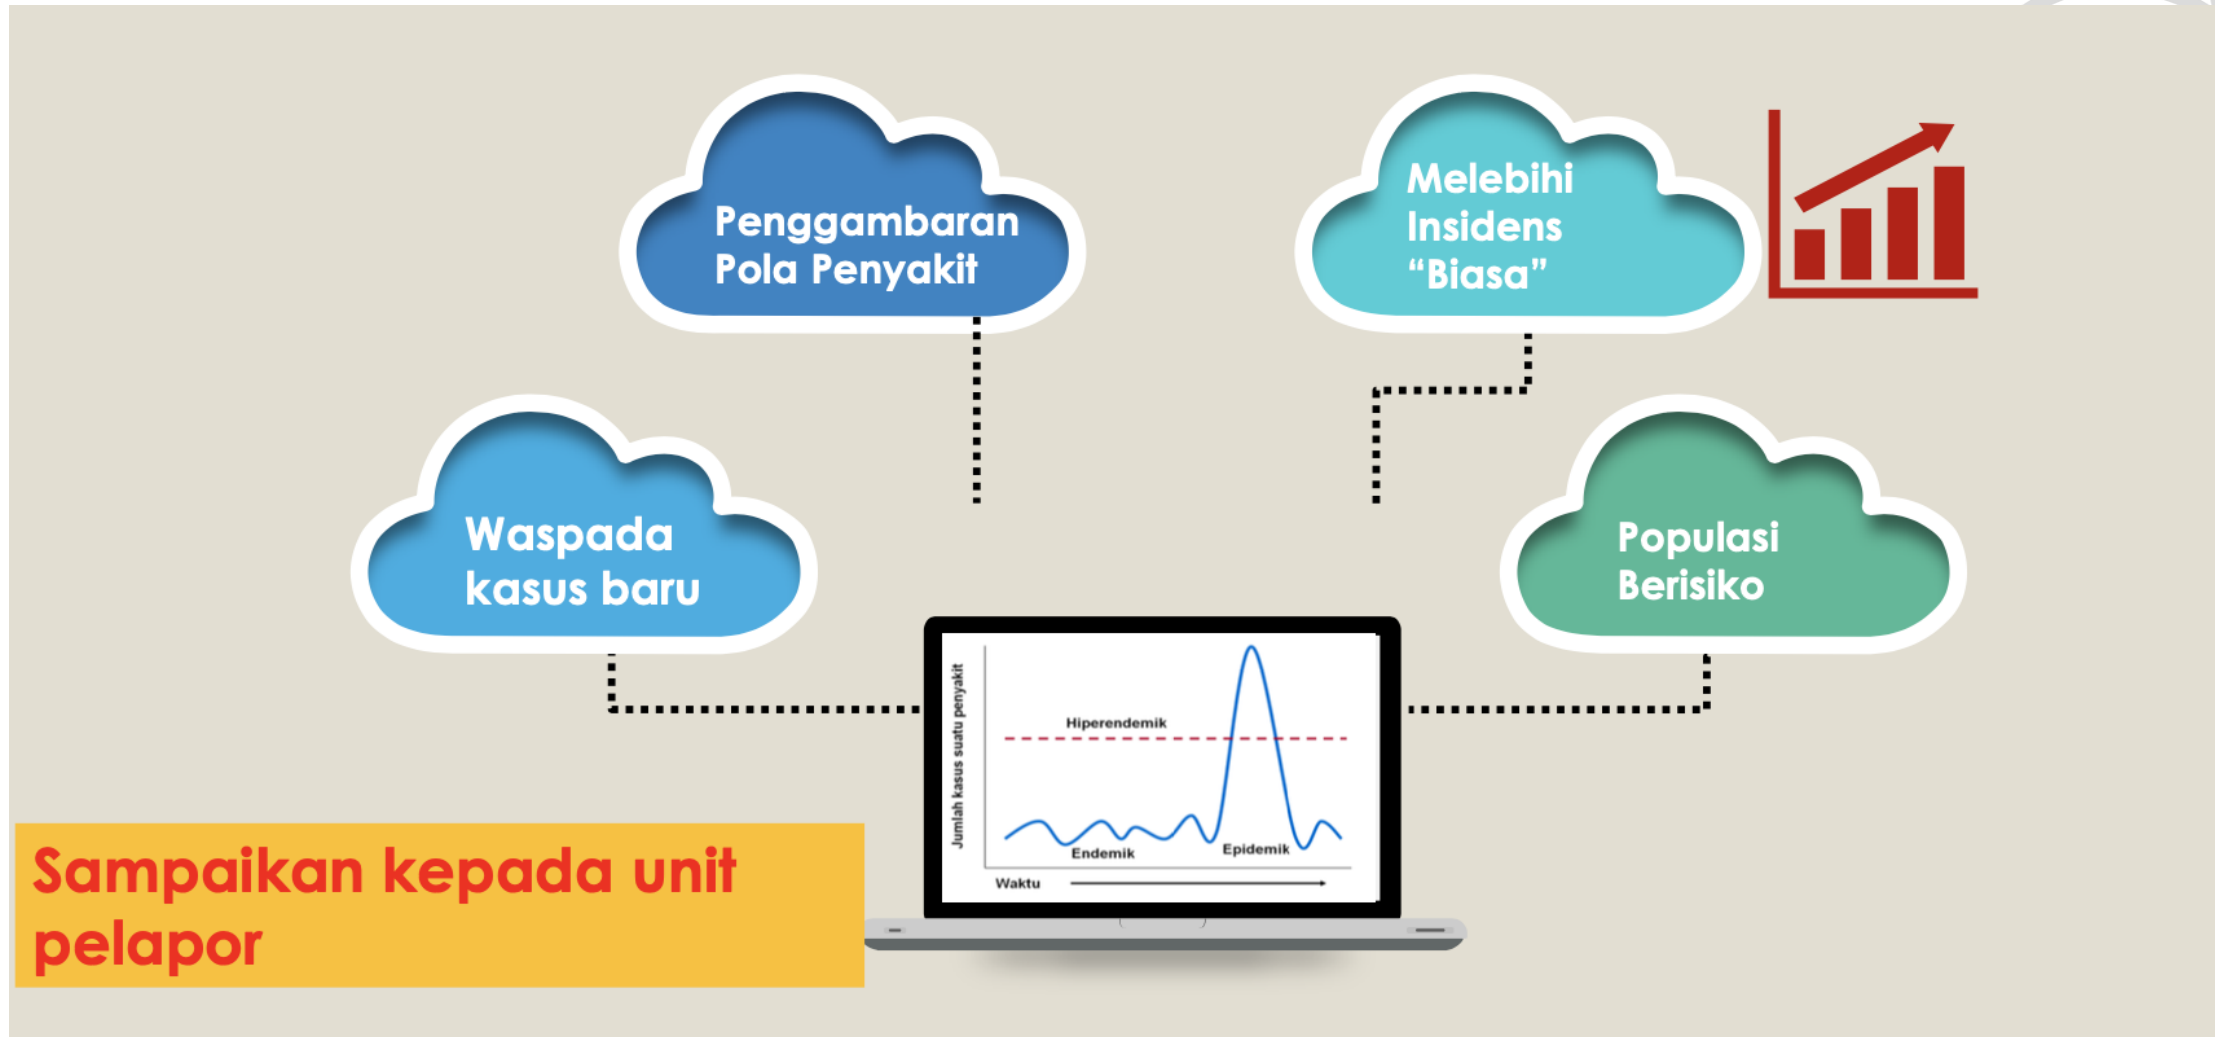 Penggambaran
Pola Penyakit
Melebihi
Insidens
“Biasa”
Waspada
kasus baru
Populasi
Berisiko
Jumlah kasus suatu penyakit
Hiperendemik
Endemik
Epidemik
Waktu
Sampaikan kepada unit
pelapor